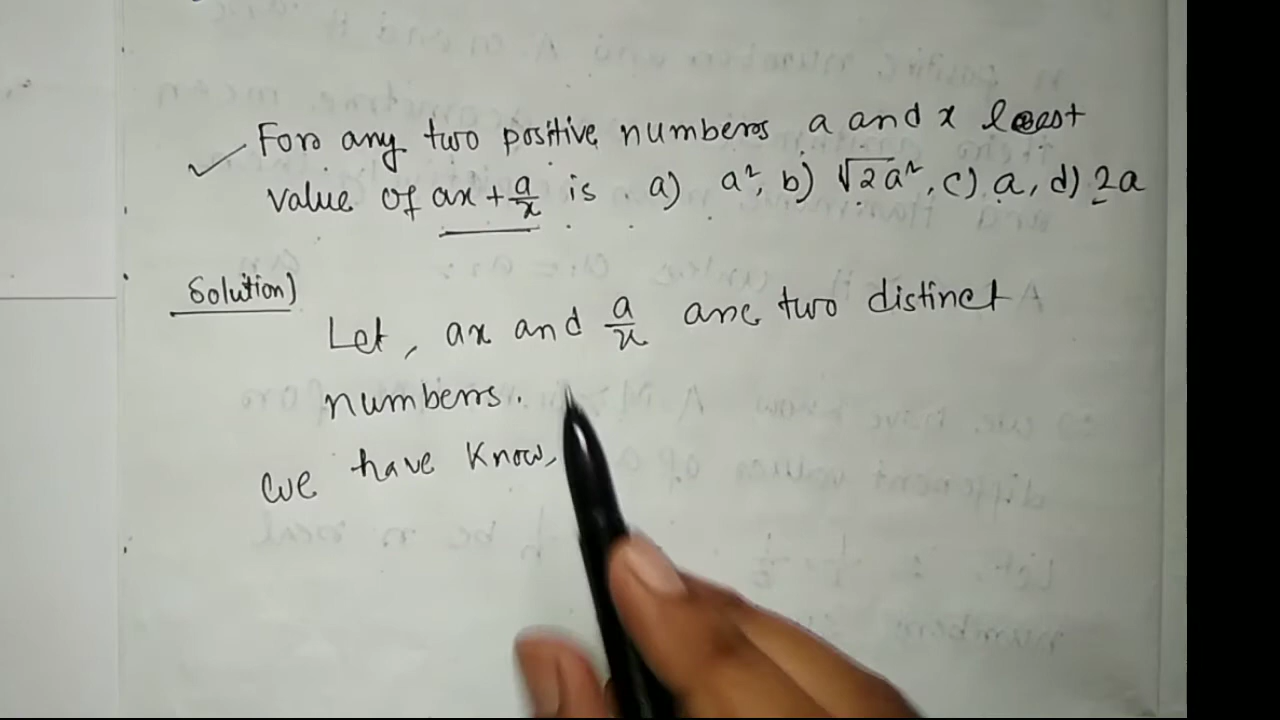 For any two positive numbers a and x least
value of ax + a/x is a) a², b) √2a², c) a, d) 2a
Solution)
Let, ax and a/x are two distinct
numbers.
we have know,